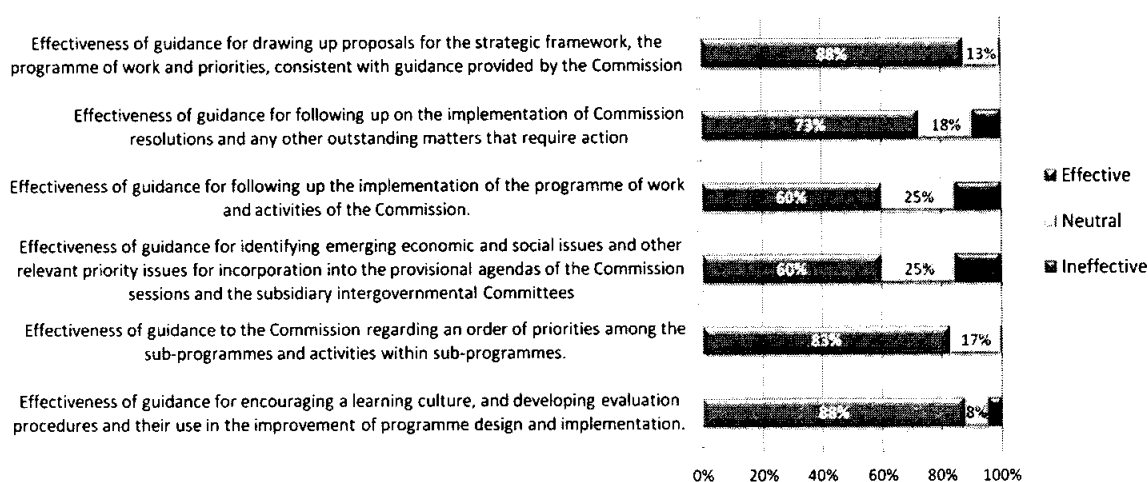 Effectiveness of guidance for drawing up proposals for the strategic framework, the
programme of work and priorities, consistent with guidance provided by the Commission
88%
13%
Effectiveness of guidance for following up on the implementation of Commission
resolutions and any other outstanding matters that require action
73%
18%
Effectiveness of guidance for following up the implementation of the programme of work
and activities of the Commission.
60%
25%
Effectiveness of guidance for identifying emerging economic and social issues and other
relevant priority issues for incorporation into the provisional agendas of the Commission
sessions and the subsidiary intergovernmental Committees
60%
25%
Effectiveness of guidance to the Commission regarding an order of priorities among the
sub-programmes and activities within sub-programmes.
83%
17%
Effectiveness of guidance for encouraging a learning culture, and developing evaluation
procedures and their use in the improvement of programme design and implementation.
88%
8%
0% 20% 40% 60% 80% 100%
Effective
Neutral
Ineffective